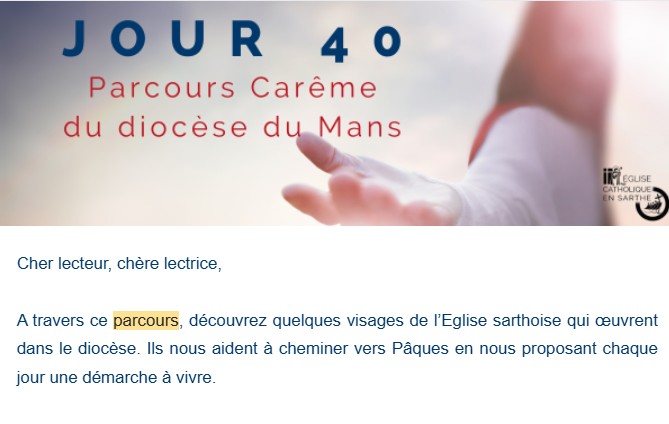 JOUR 40
Parcours Carême
du diocèse du Mans
ÉGLISE
CATHOLIQUE
EN SARTHE
Cher lecteur, chère lectrice,
A travers ce parcours, découvrez quelques visages de l’Eglise sarthoise qui œuvrent
dans le diocèse. Ils nous aident à cheminer vers Pâques en nous proposant chaque
jour une démarche à vivre.